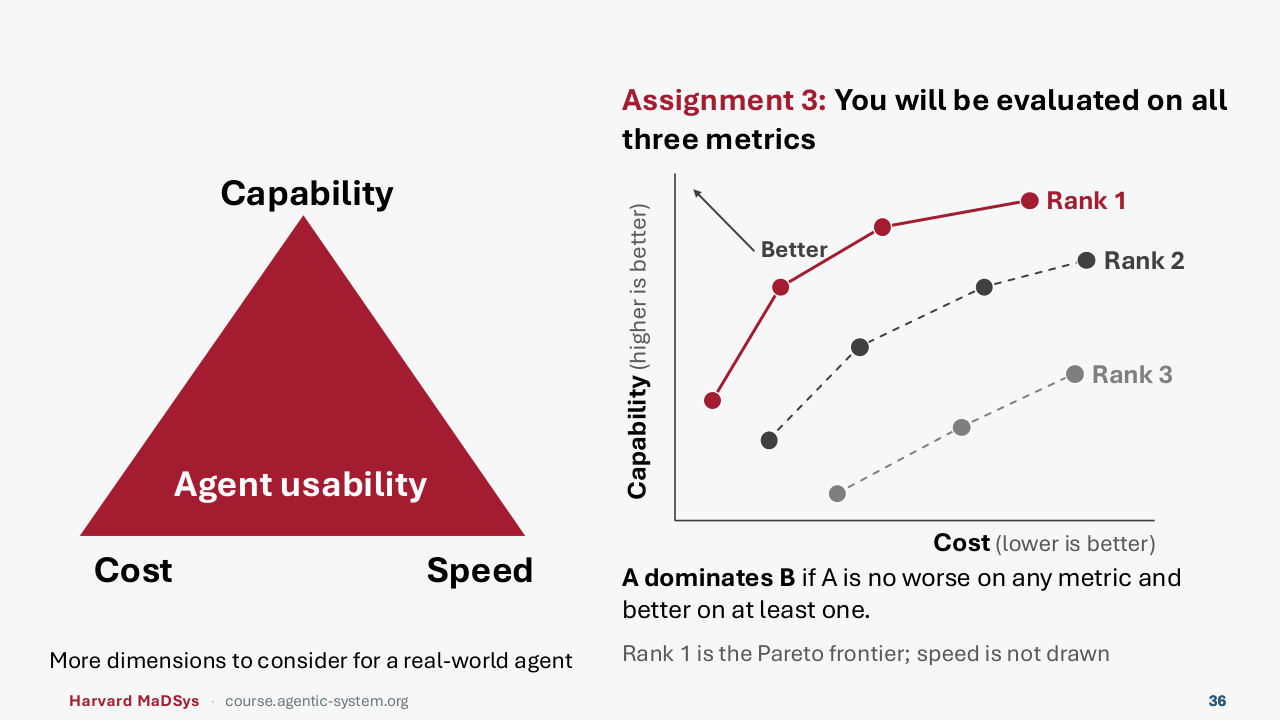 Capability
Agent usability
Cost
Speed
More dimensions to consider for a real-world agent
Assignment 3: You will be evaluated on all
three metrics
Capability (higher is better)
Better
Rank 1
Rank 2
Rank 3
Cost (lower is better)
A dominates B if A is no worse on any metric and
better on at least one.
Rank 1 is the Pareto frontier; speed is not drawn
Harvard MaDSys · course.agentic-system.org
36